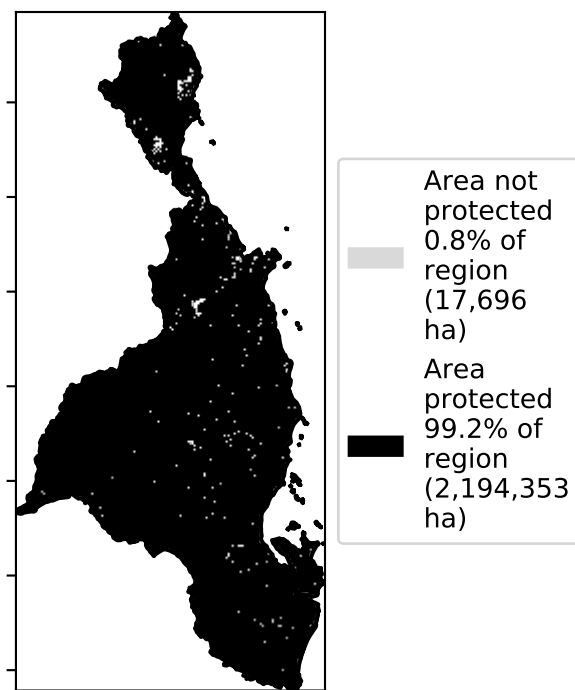 Area not
protected
0.8% of
region
(17,696
ha)
Area
protected
99.2% of
region
(2,194,353
ha)